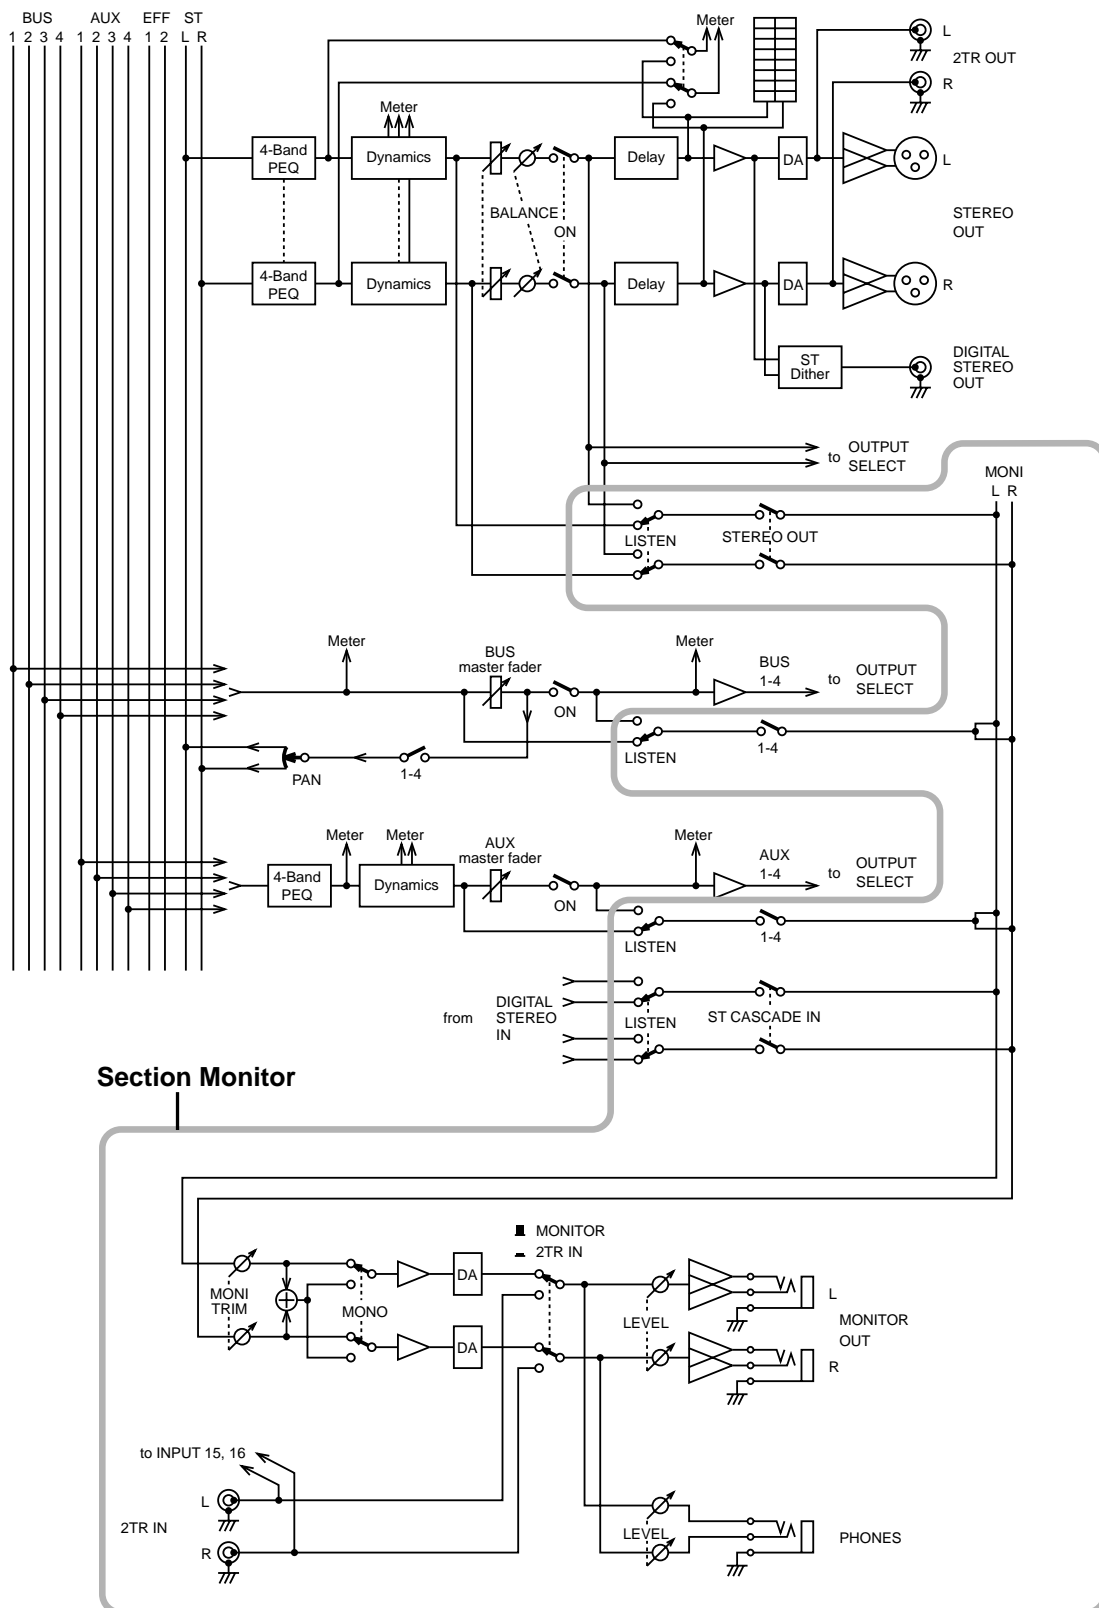 BUS AUX EFF ST
1 2 3 4 1 2 3 4 1 2 L R
Meter
L
2TR OUT
R
Meter
4-Band
PEQ
Dynamics
Delay
DA
L
BALANCE
ON
STEREO
OUT
4-Band
PEQ
Dynamics
Delay
DA
R
ST
Dither
DIGITAL
STEREO
OUT
to OUTPUT
SELECT
MONI
L R
LISTEN
STEREO OUT
Meter
BUS
master fader
ON
Meter
BUS
1-4
to OUTPUT
SELECT
LISTEN
1-4
PAN
1-4
Meter
Meter
4-Band
PEQ
Dynamics
AUX
master fader
ON
Meter
AUX
1-4
to OUTPUT
SELECT
LISTEN
1-4
from
DIGITAL
STEREO
IN
LISTEN
ST CASCADE IN
Section Monitor
MONITOR
2TR IN
MONI
TRIM
MONO
DA
DA
LEVEL
L
MONITOR
OUT
R
to INPUT 15, 16
L
2TR IN
R
LEVEL
PHONES